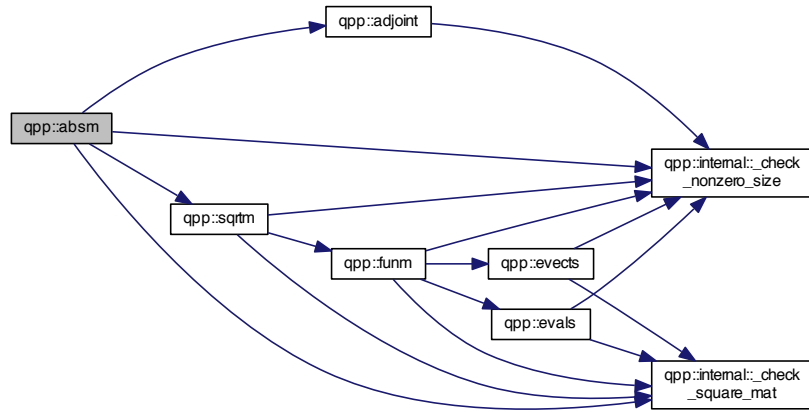 qpp::adjoint
qpp::absm
qpp::internal::_check
_nonzero_size
qpp::sqrtm
qpp::funm
qpp::evects
qpp::evals
qpp::internal::_check
_square_mat